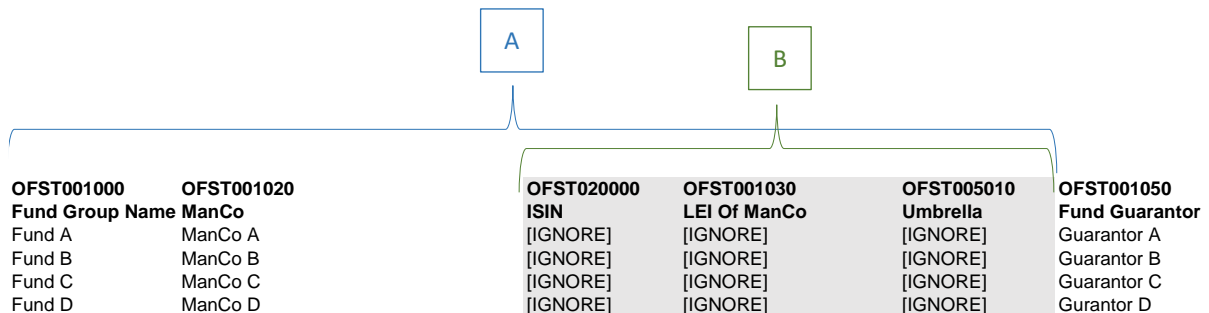 A
B
OFST001000 OFST001020 OFST020000 OFST001030 OFST005010 OFST001050
Fund Group Name ManCo ISIN LEI Of ManCo Umbrella Fund Guarantor
Fund A ManCo A [IGNORE] [IGNORE] [IGNORE] Guarantor A
Fund B ManCo B [IGNORE] [IGNORE] [IGNORE] Guarantor B
Fund C ManCo C [IGNORE] [IGNORE] [IGNORE] Guarantor C
Fund D ManCo D [IGNORE] [IGNORE] [IGNORE] Gurantor D